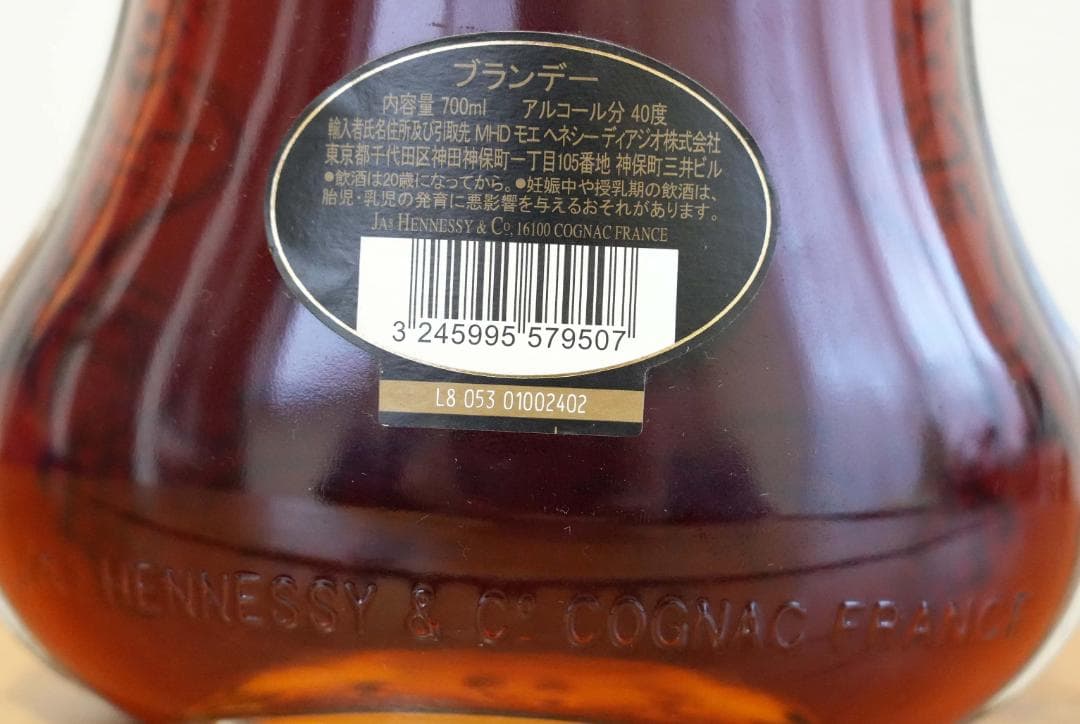 ブランデー
内容量 700ml アルコール分 40度
輸入者氏名住所及び引取先 MHD モエ ヘネシー ディアジオ株式会社
東京都千代田区神田神保町一丁目105番地 神保町三井ビル
●飲酒は20歳になってから。●妊娠中や授乳期の飲酒は、
胎児・乳児の発育に悪影響を与えるおそれがあります。
JAS HENNESSY & CO, 16100 COGNAC FRANCE
3 245995 579507
L8 053 01002402
HENNESSY & Co COGNAC FRANCE